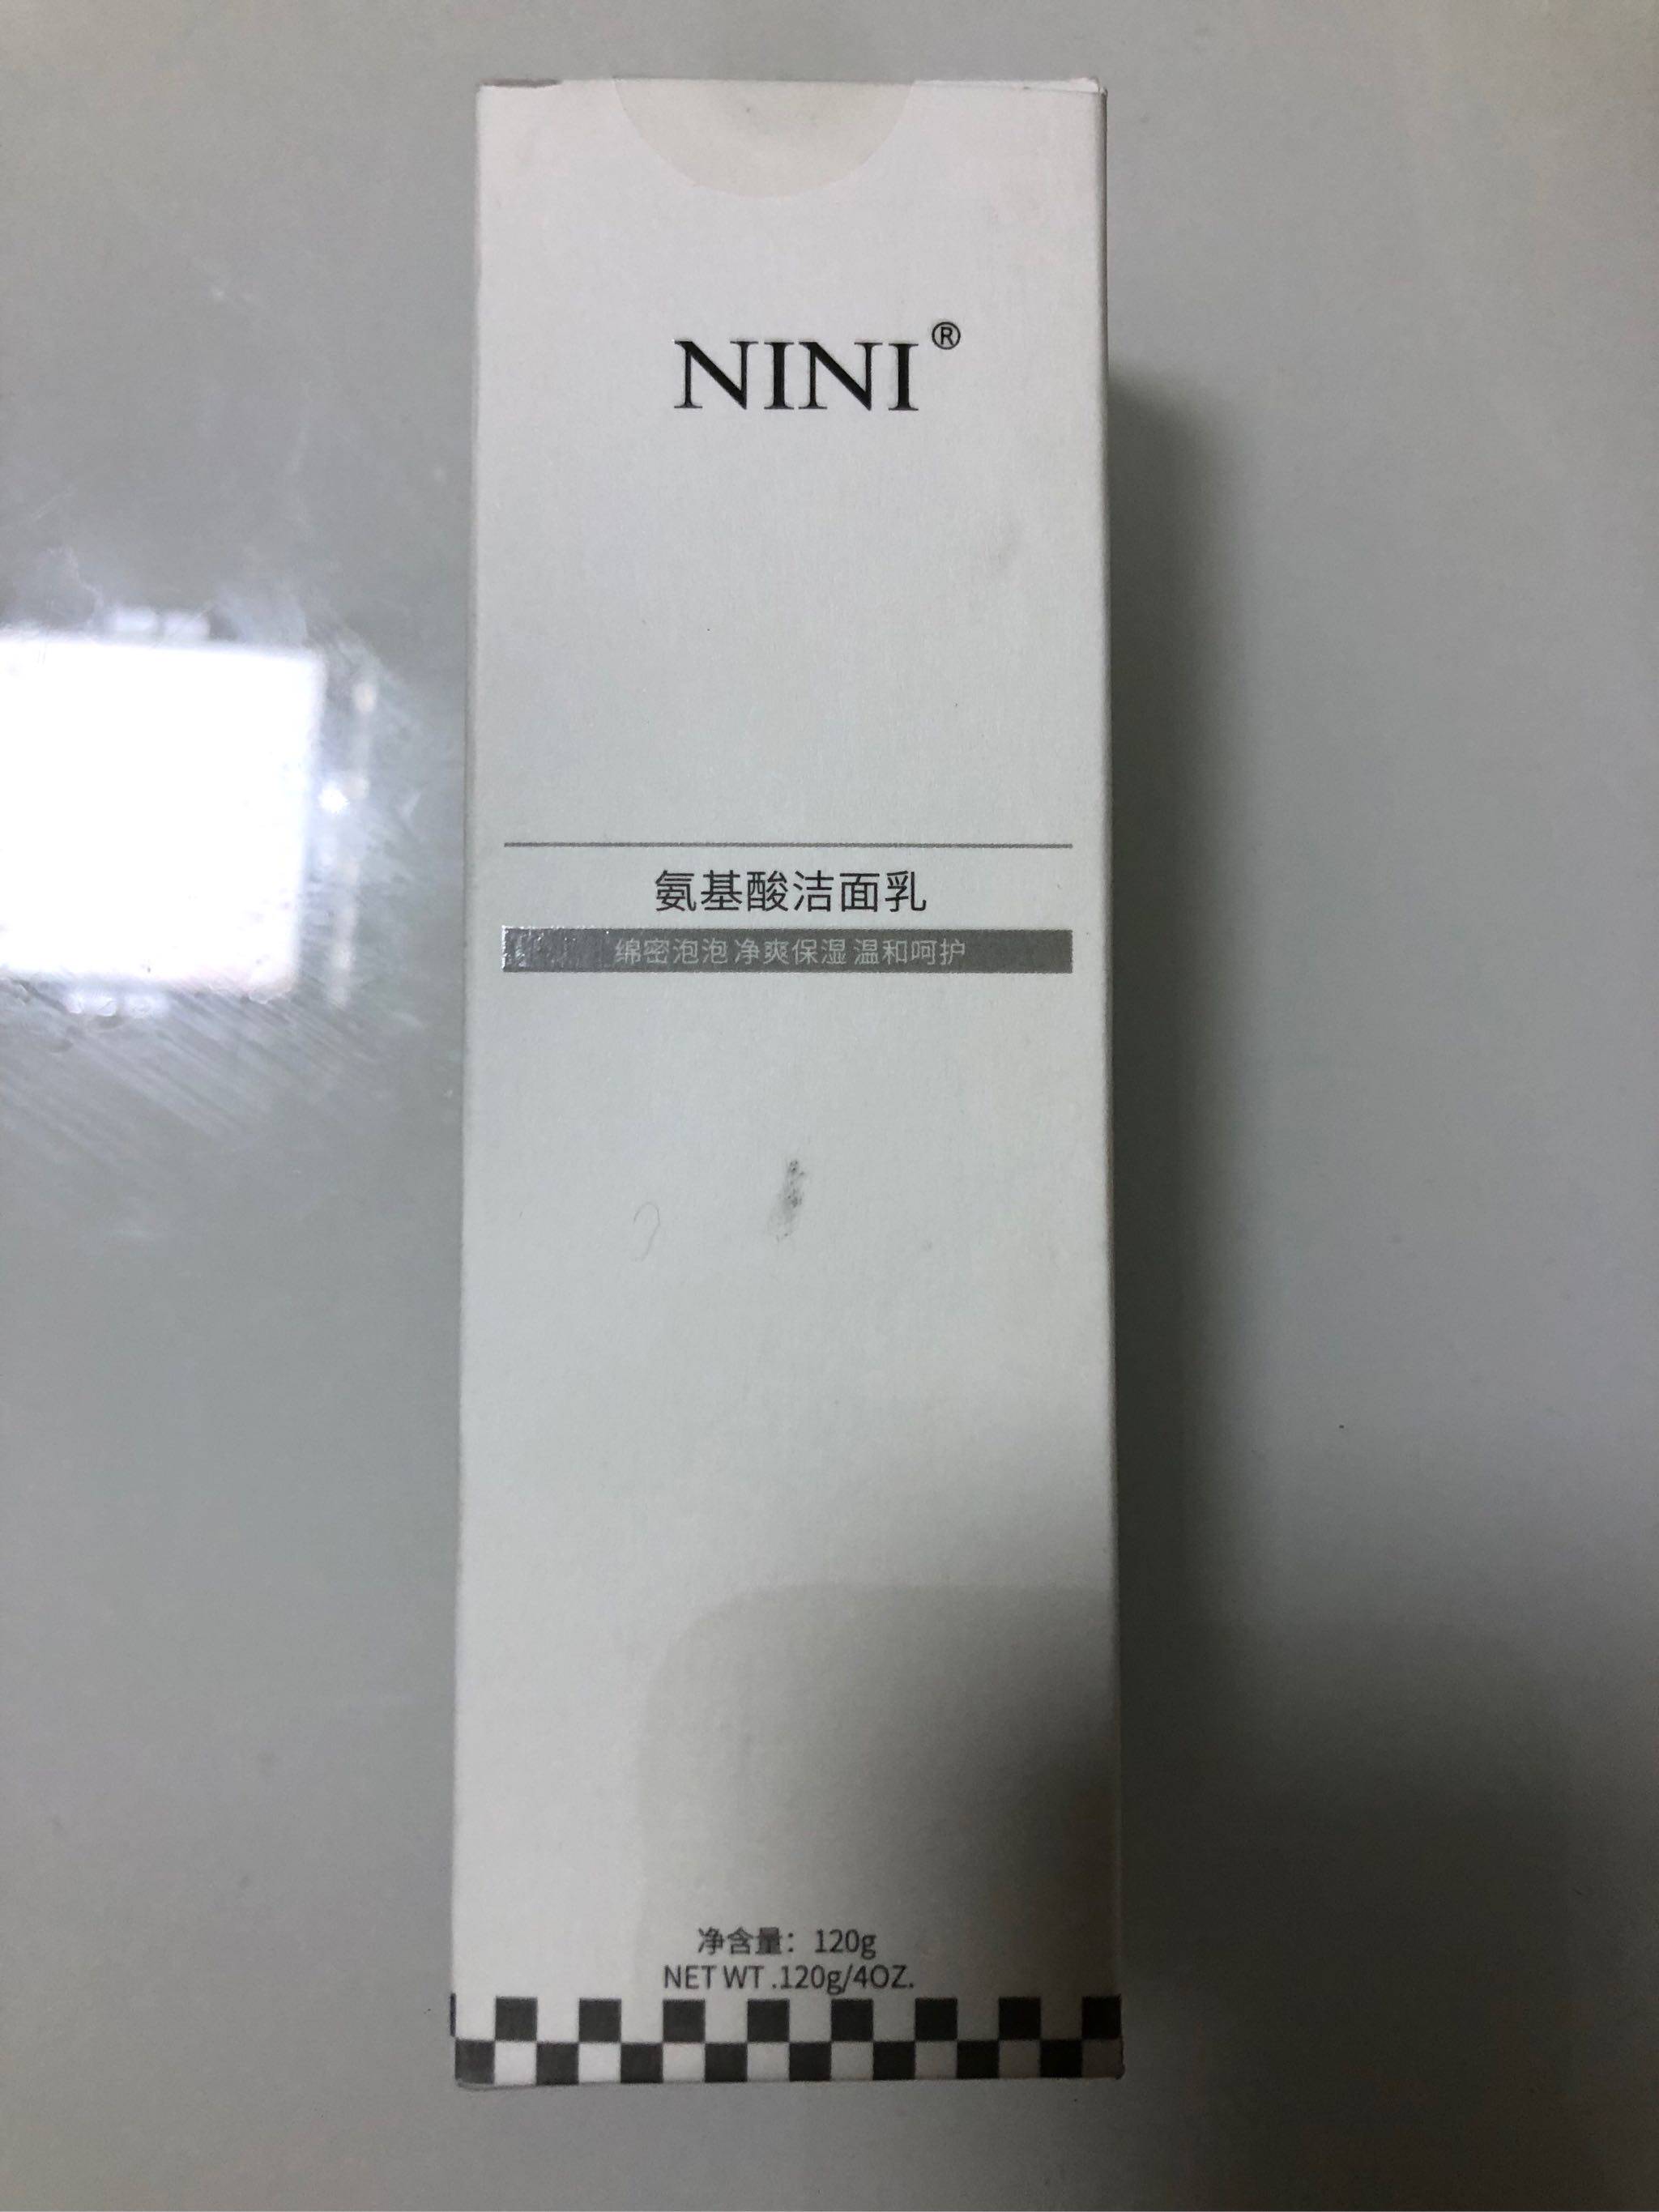 NINI®
氨基酸洁面乳
绵密泡泡 净爽保湿 温和呵护
净含量：120g
NET WT .120g/4OZ.